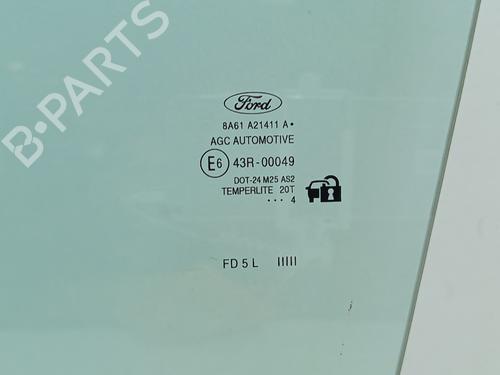 B-PARTS
Ford
8A61 A21411 A•
AGC AUTOMOTIVE
E6 43R-00049
DOT-24 M25 AS2
TEMPERLITE 20T
··· 4
FD 5 L IIIII